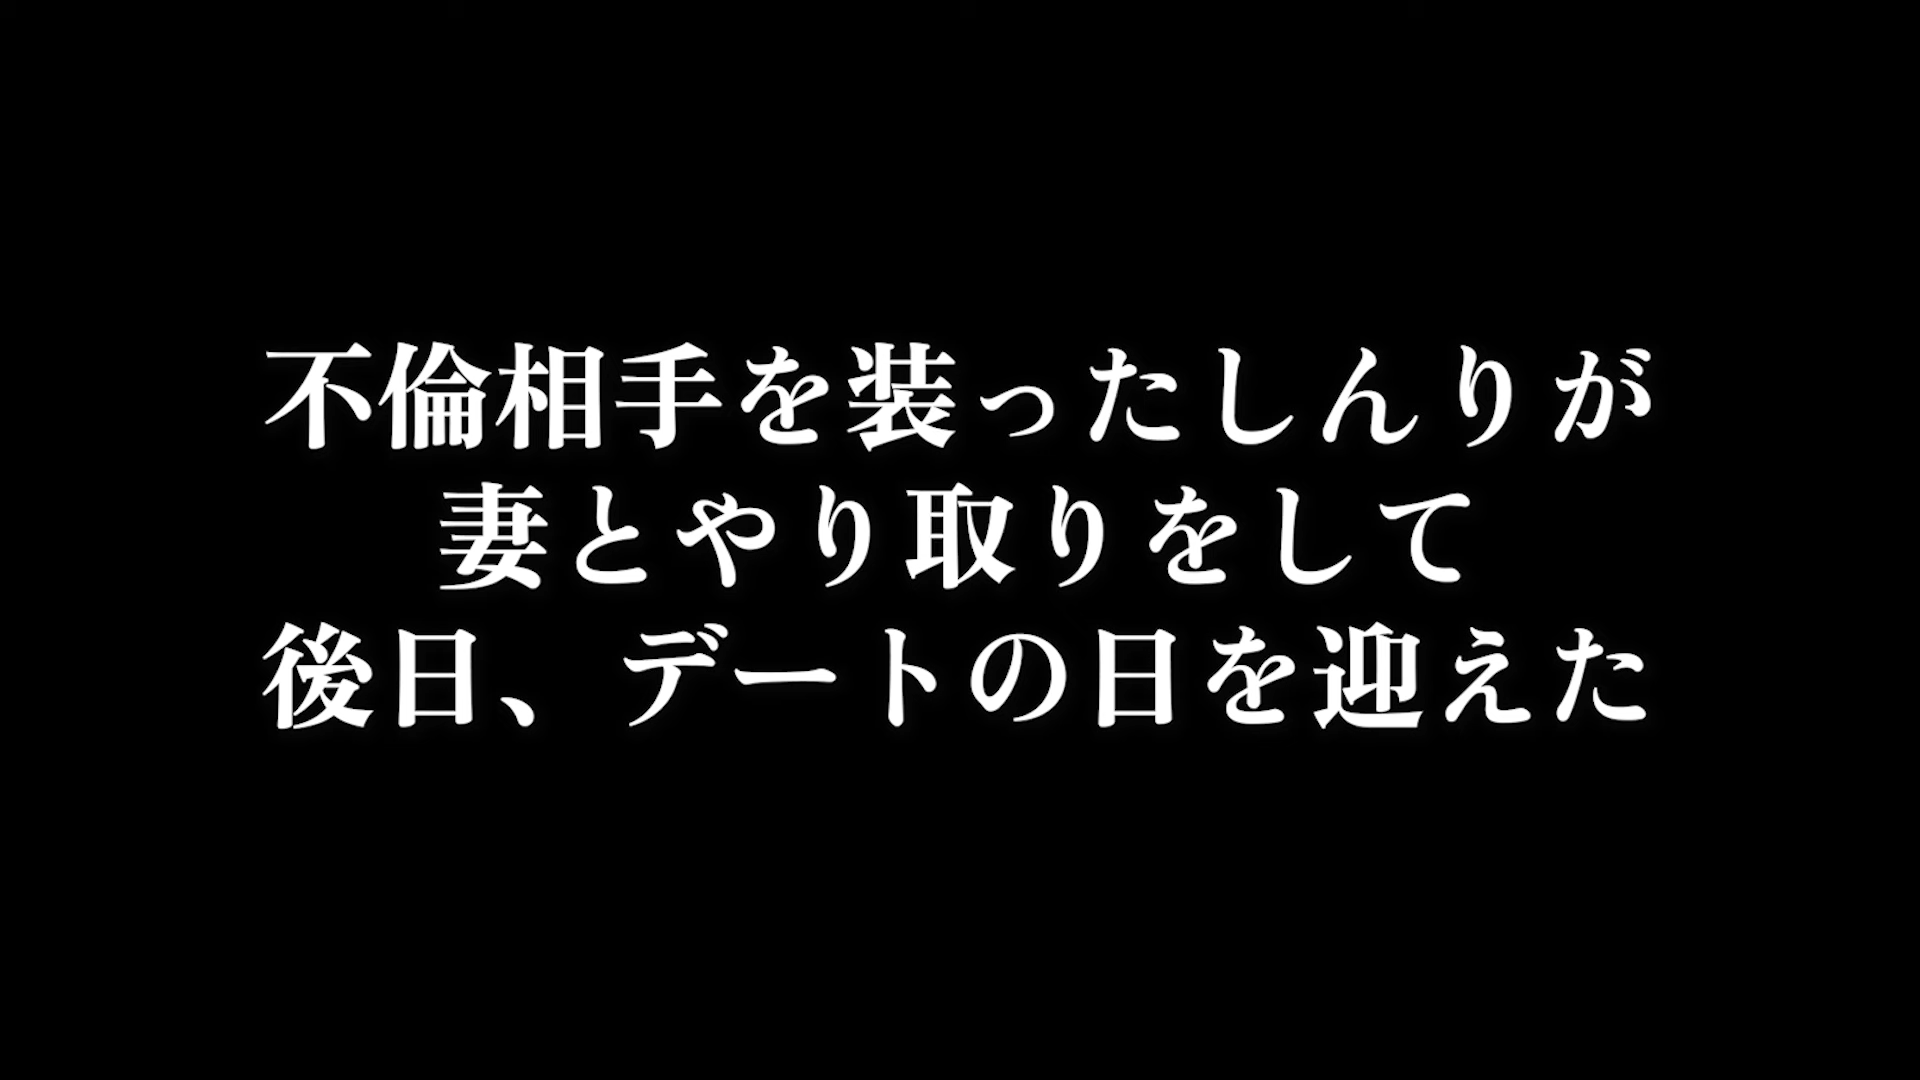 不倫相手を装ったしんりが
妻とやり取りをして
後日、デートの日を迎えた